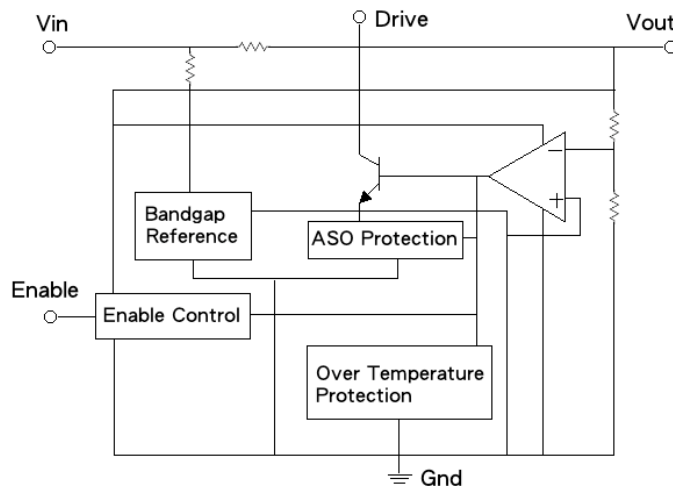 Vin
Drive
Vout
−
+
Bandgap
Reference
ASO Protection
Enable
Enable Control
Over Temperature
Protection
Gnd